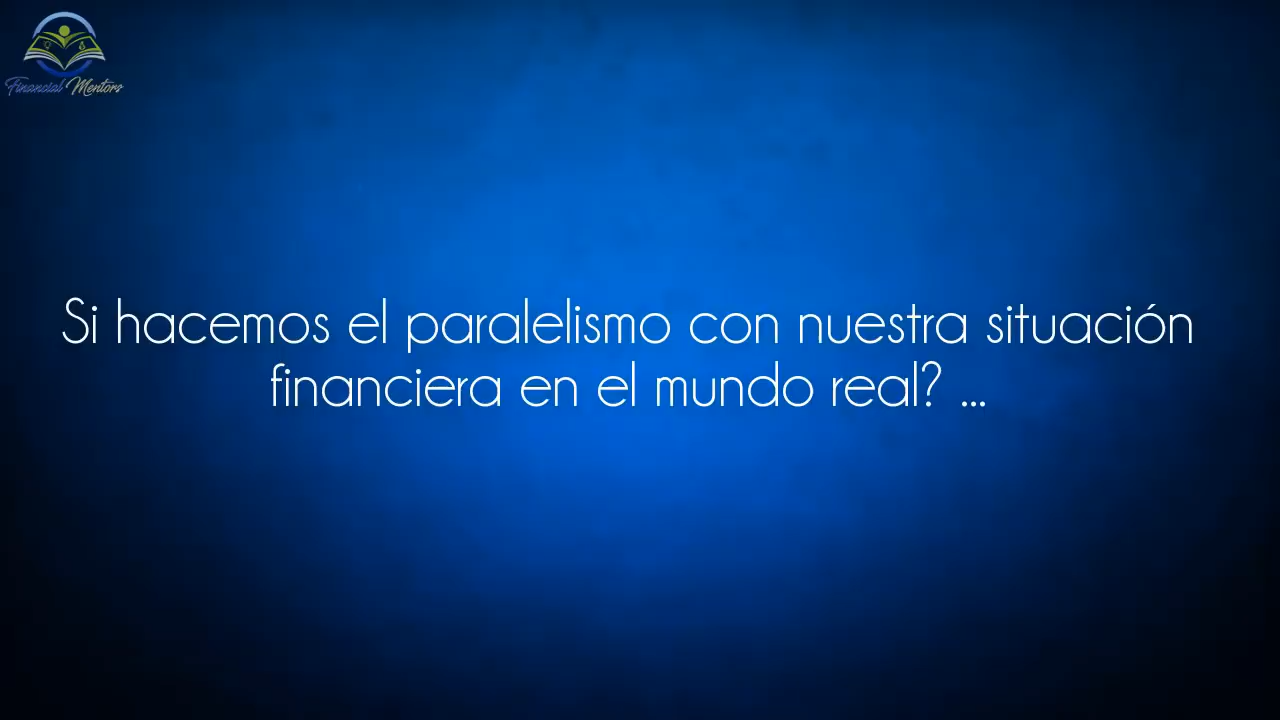 Financial Mentors
Si hacemos el paralelismo con nuestra situación
financiera en el mundo real? ...